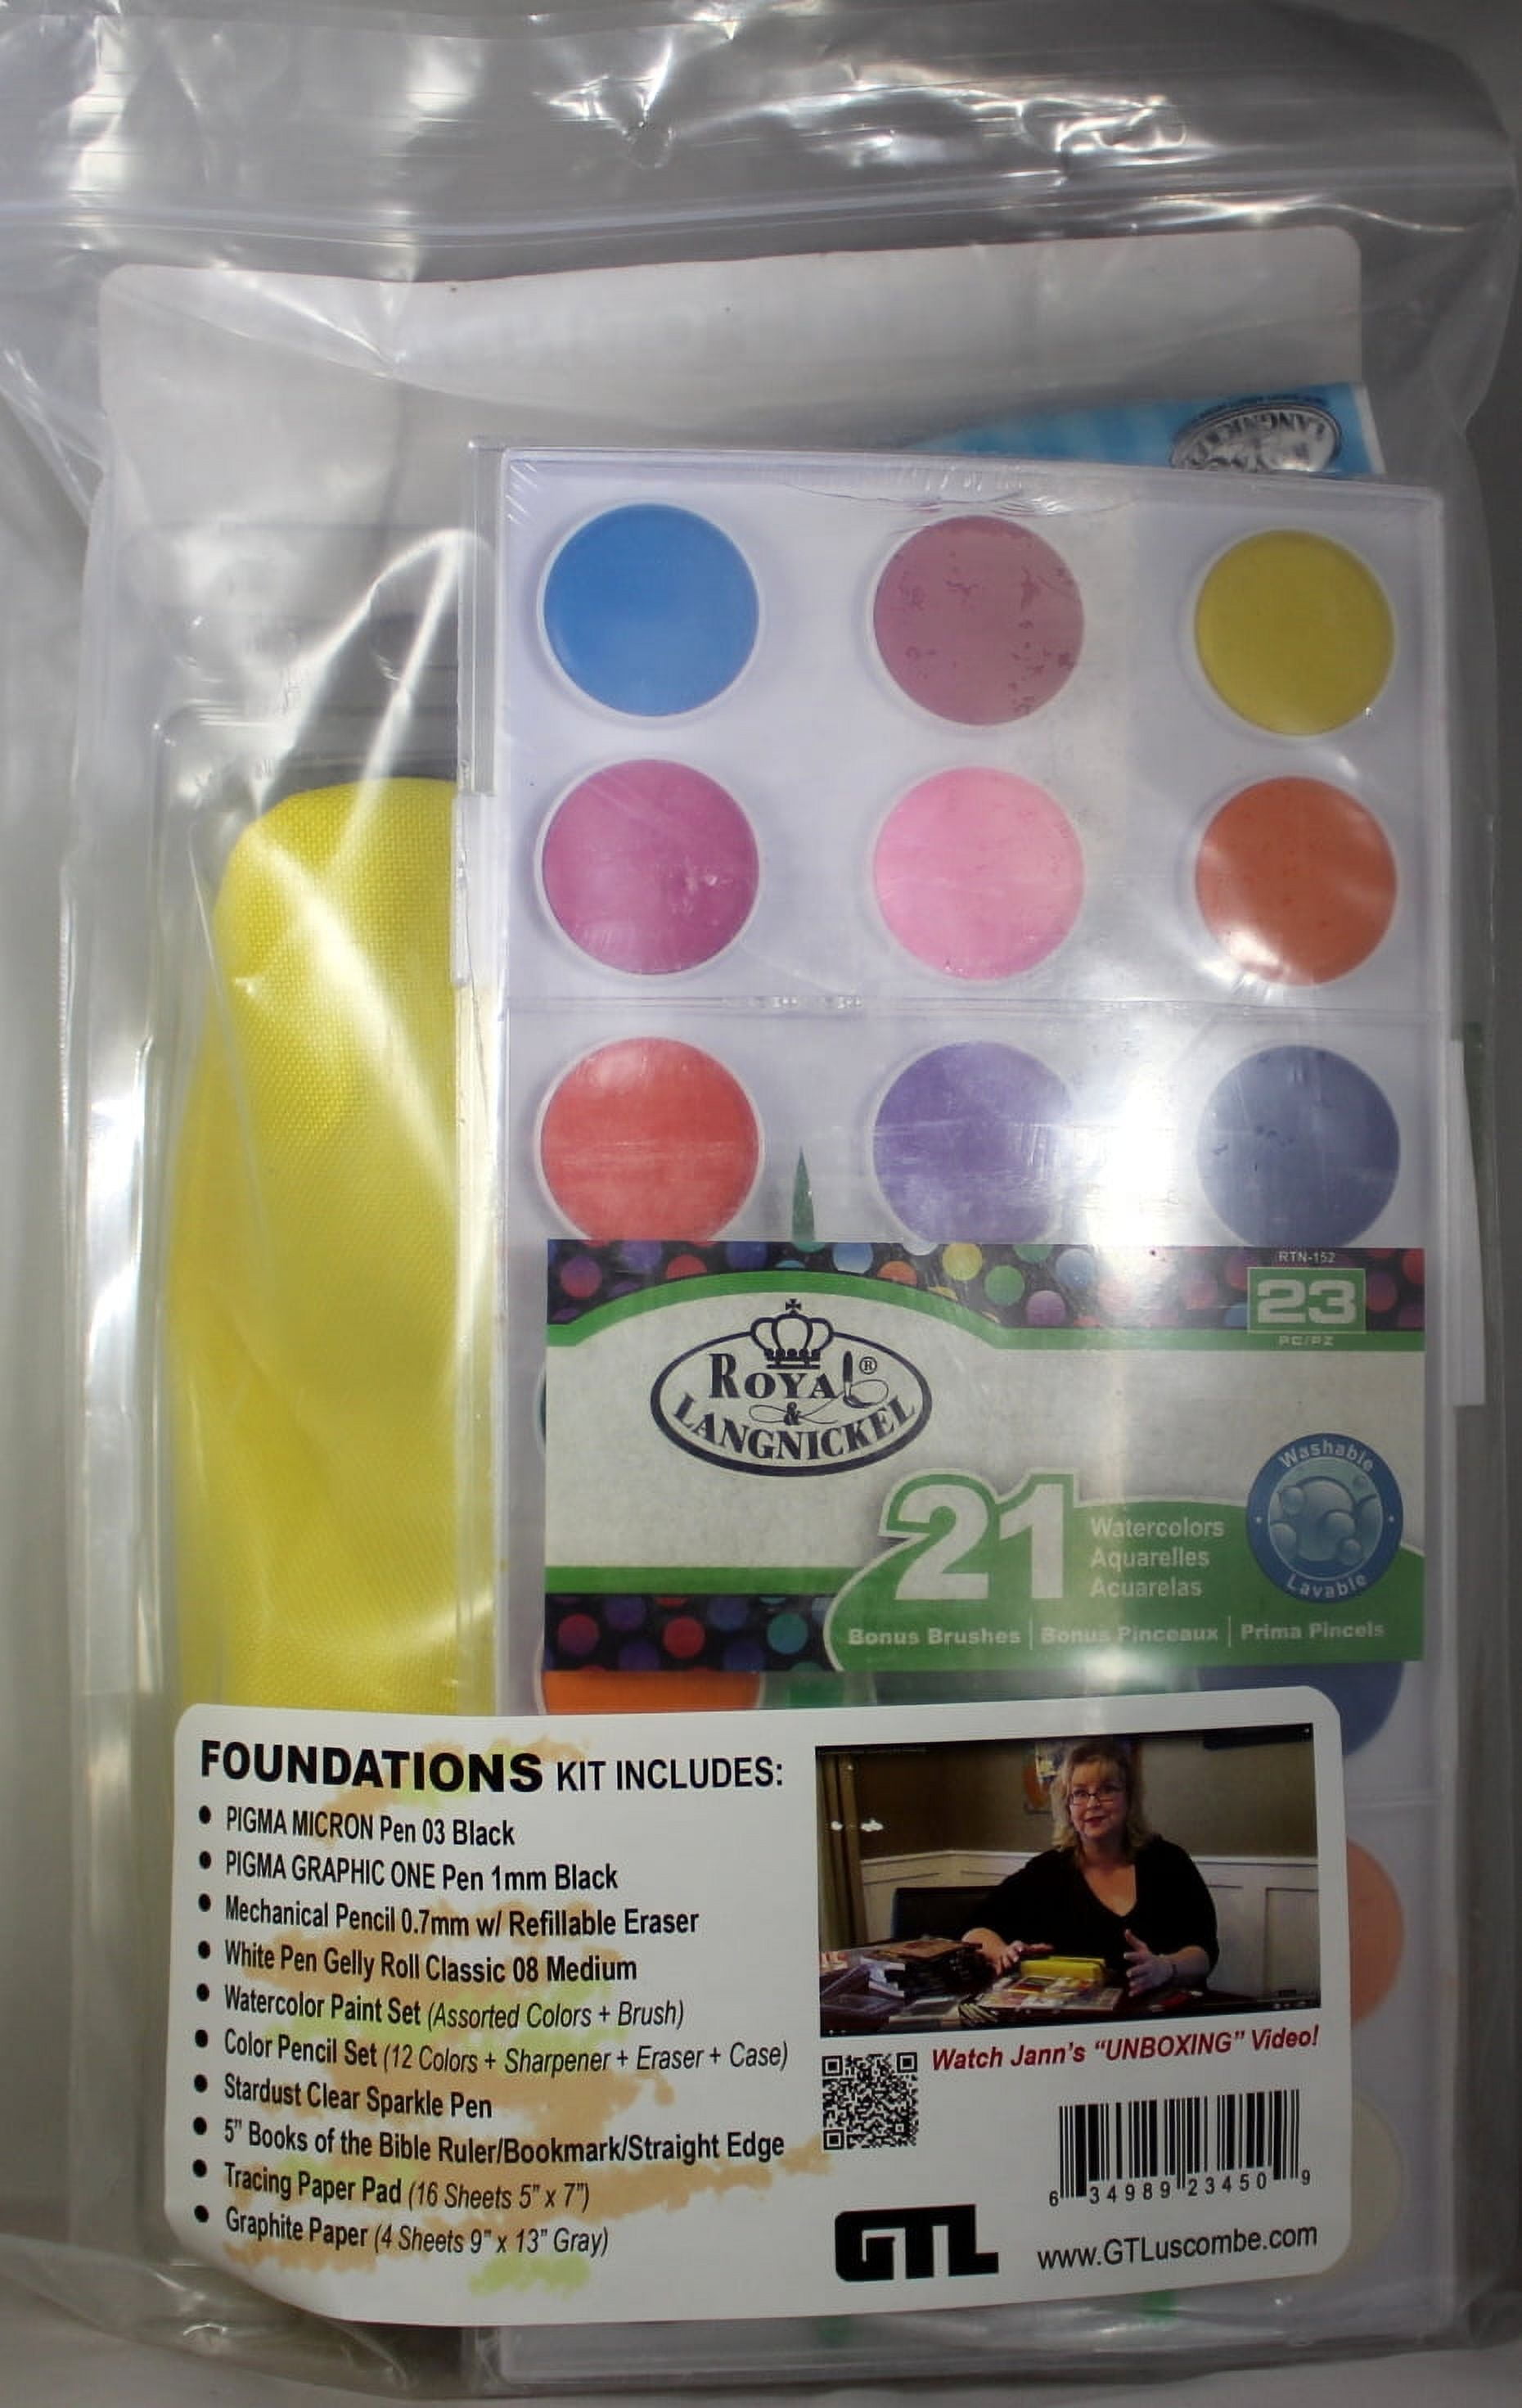 LANGNICKEL
RTN-152
23
PC/PZ
ROYAL ®
&
LANGNICKEL
21
Watercolors
Aquarelles
Acuarelas
Washable
Lavable
Bonus Brushes | Bonus Pinceaux | Prima Pincels
FOUNDATIONS KIT INCLUDES:
• PIGMA MICRON Pen 03 Black
• PIGMA GRAPHIC ONE Pen 1mm Black
• Mechanical Pencil 0.7mm w/ Refillable Eraser
• White Pen Gelly Roll Classic 08 Medium
• Watercolor Paint Set (Assorted Colors + Brush)
• Color Pencil Set (12 Colors + Sharpener + Eraser + Case)
• Stardust Clear Sparkle Pen
• 5" Books of the Bible Ruler/Bookmark/Straight Edge
• Tracing Paper Pad (16 Sheets 5" x 7")
• Graphite Paper (4 Sheets 9" x 13" Gray)
Watch Jann's "UNBOXING" Video!
6 34989 23450 9
GTL
www.GTLuscombe.com